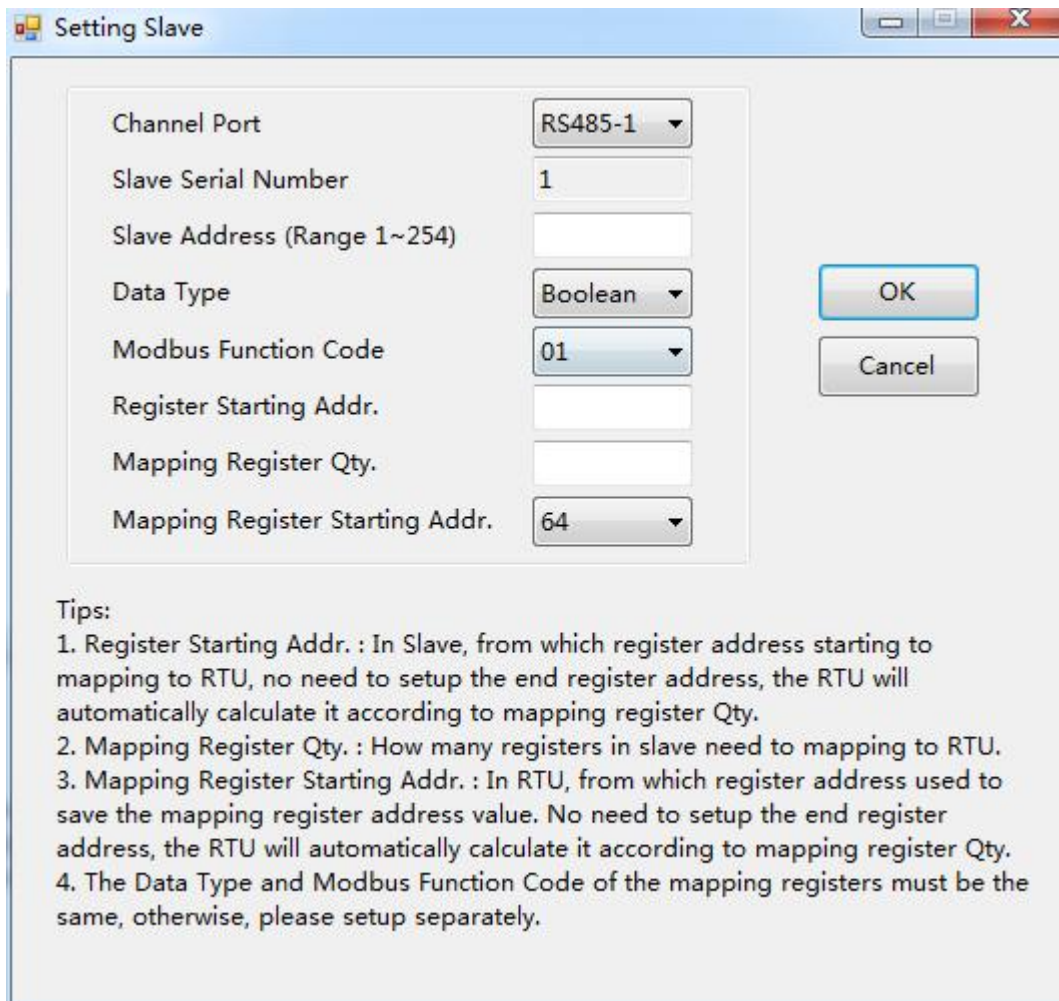 Setting Slave
Channel Port RS485-1
Slave Serial Number 1
Slave Address (Range 1~254)
Data Type Boolean
OK
Modbus Function Code 01
Cancel
Register Starting Addr.
Mapping Register Qty.
Mapping Register Starting Addr. 64
Tips:
1. Register Starting Addr. : In Slave, from which register address starting to
mapping to RTU, no need to setup the end register address, the RTU will
automatically calculate it according to mapping register Qty.
2. Mapping Register Qty. : How many registers in slave need to mapping to RTU.
3. Mapping Register Starting Addr. : In RTU, from which register address used to
save the mapping register address value. No need to setup the end register
address, the RTU will automatically calculate it according to mapping register Qty.
4. The Data Type and Modbus Function Code of the mapping registers must be the
same, otherwise, please setup separately.